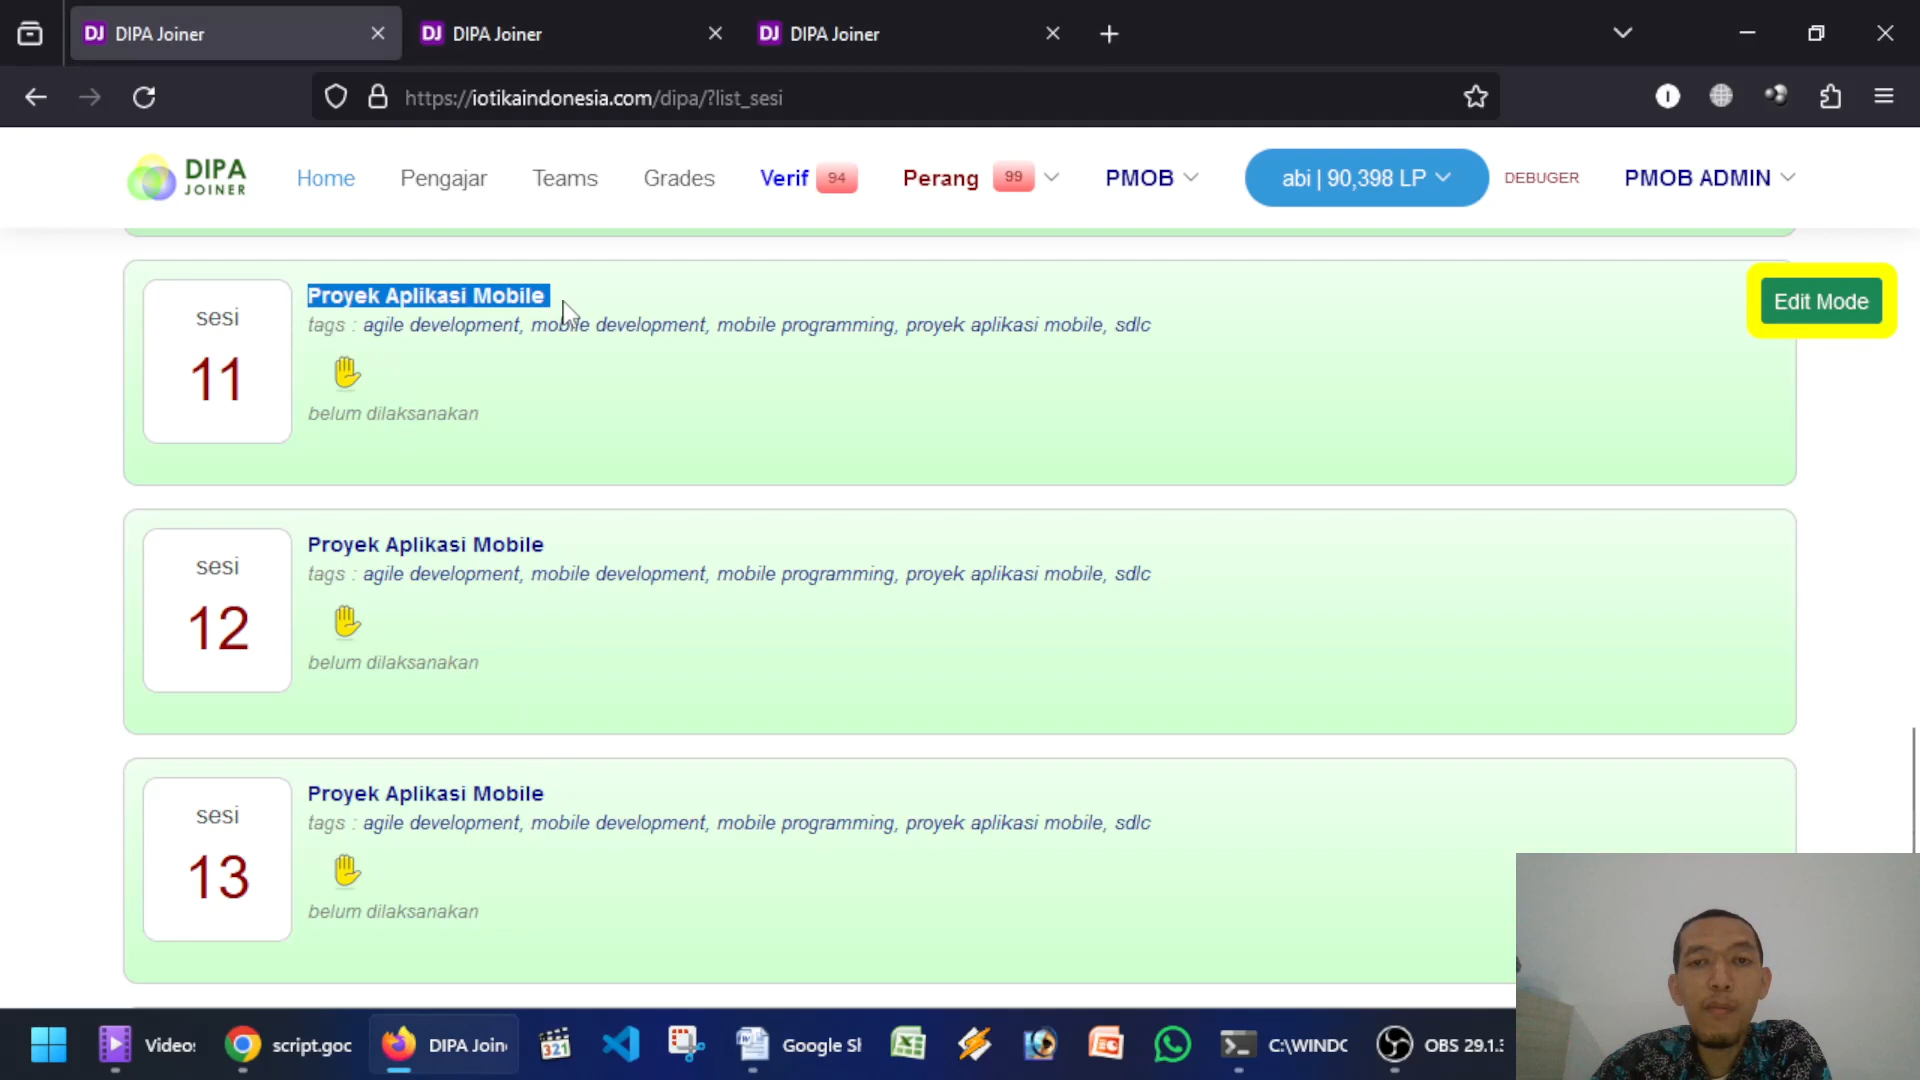 DJ DIPA Joiner
DJ DIPA Joiner
DJ DIPA Joiner
https://iotikaindonesia.com/dipa/?list_sesi
DIPA JOINER
Home Pengajar Teams Grades Verif 94 Perang 99 PMOB abi | 90,398 LP DEBUGER PMOB ADMIN
Edit Mode
sesi
11
Proyek Aplikasi Mobile
tags : agile development, mobile development, mobile programming, proyek aplikasi mobile, sdlc
belum dilaksanakan
sesi
12
Proyek Aplikasi Mobile
tags : agile development, mobile development, mobile programming, proyek aplikasi mobile, sdlc
belum dilaksanakan
sesi
13
Proyek Aplikasi Mobile
tags : agile development, mobile development, mobile programming, proyek aplikasi mobile, sdlc
belum dilaksanakan
Video: script.goc DIPA Join 321 Google Sl C:\WINDC OBS 29.1.3